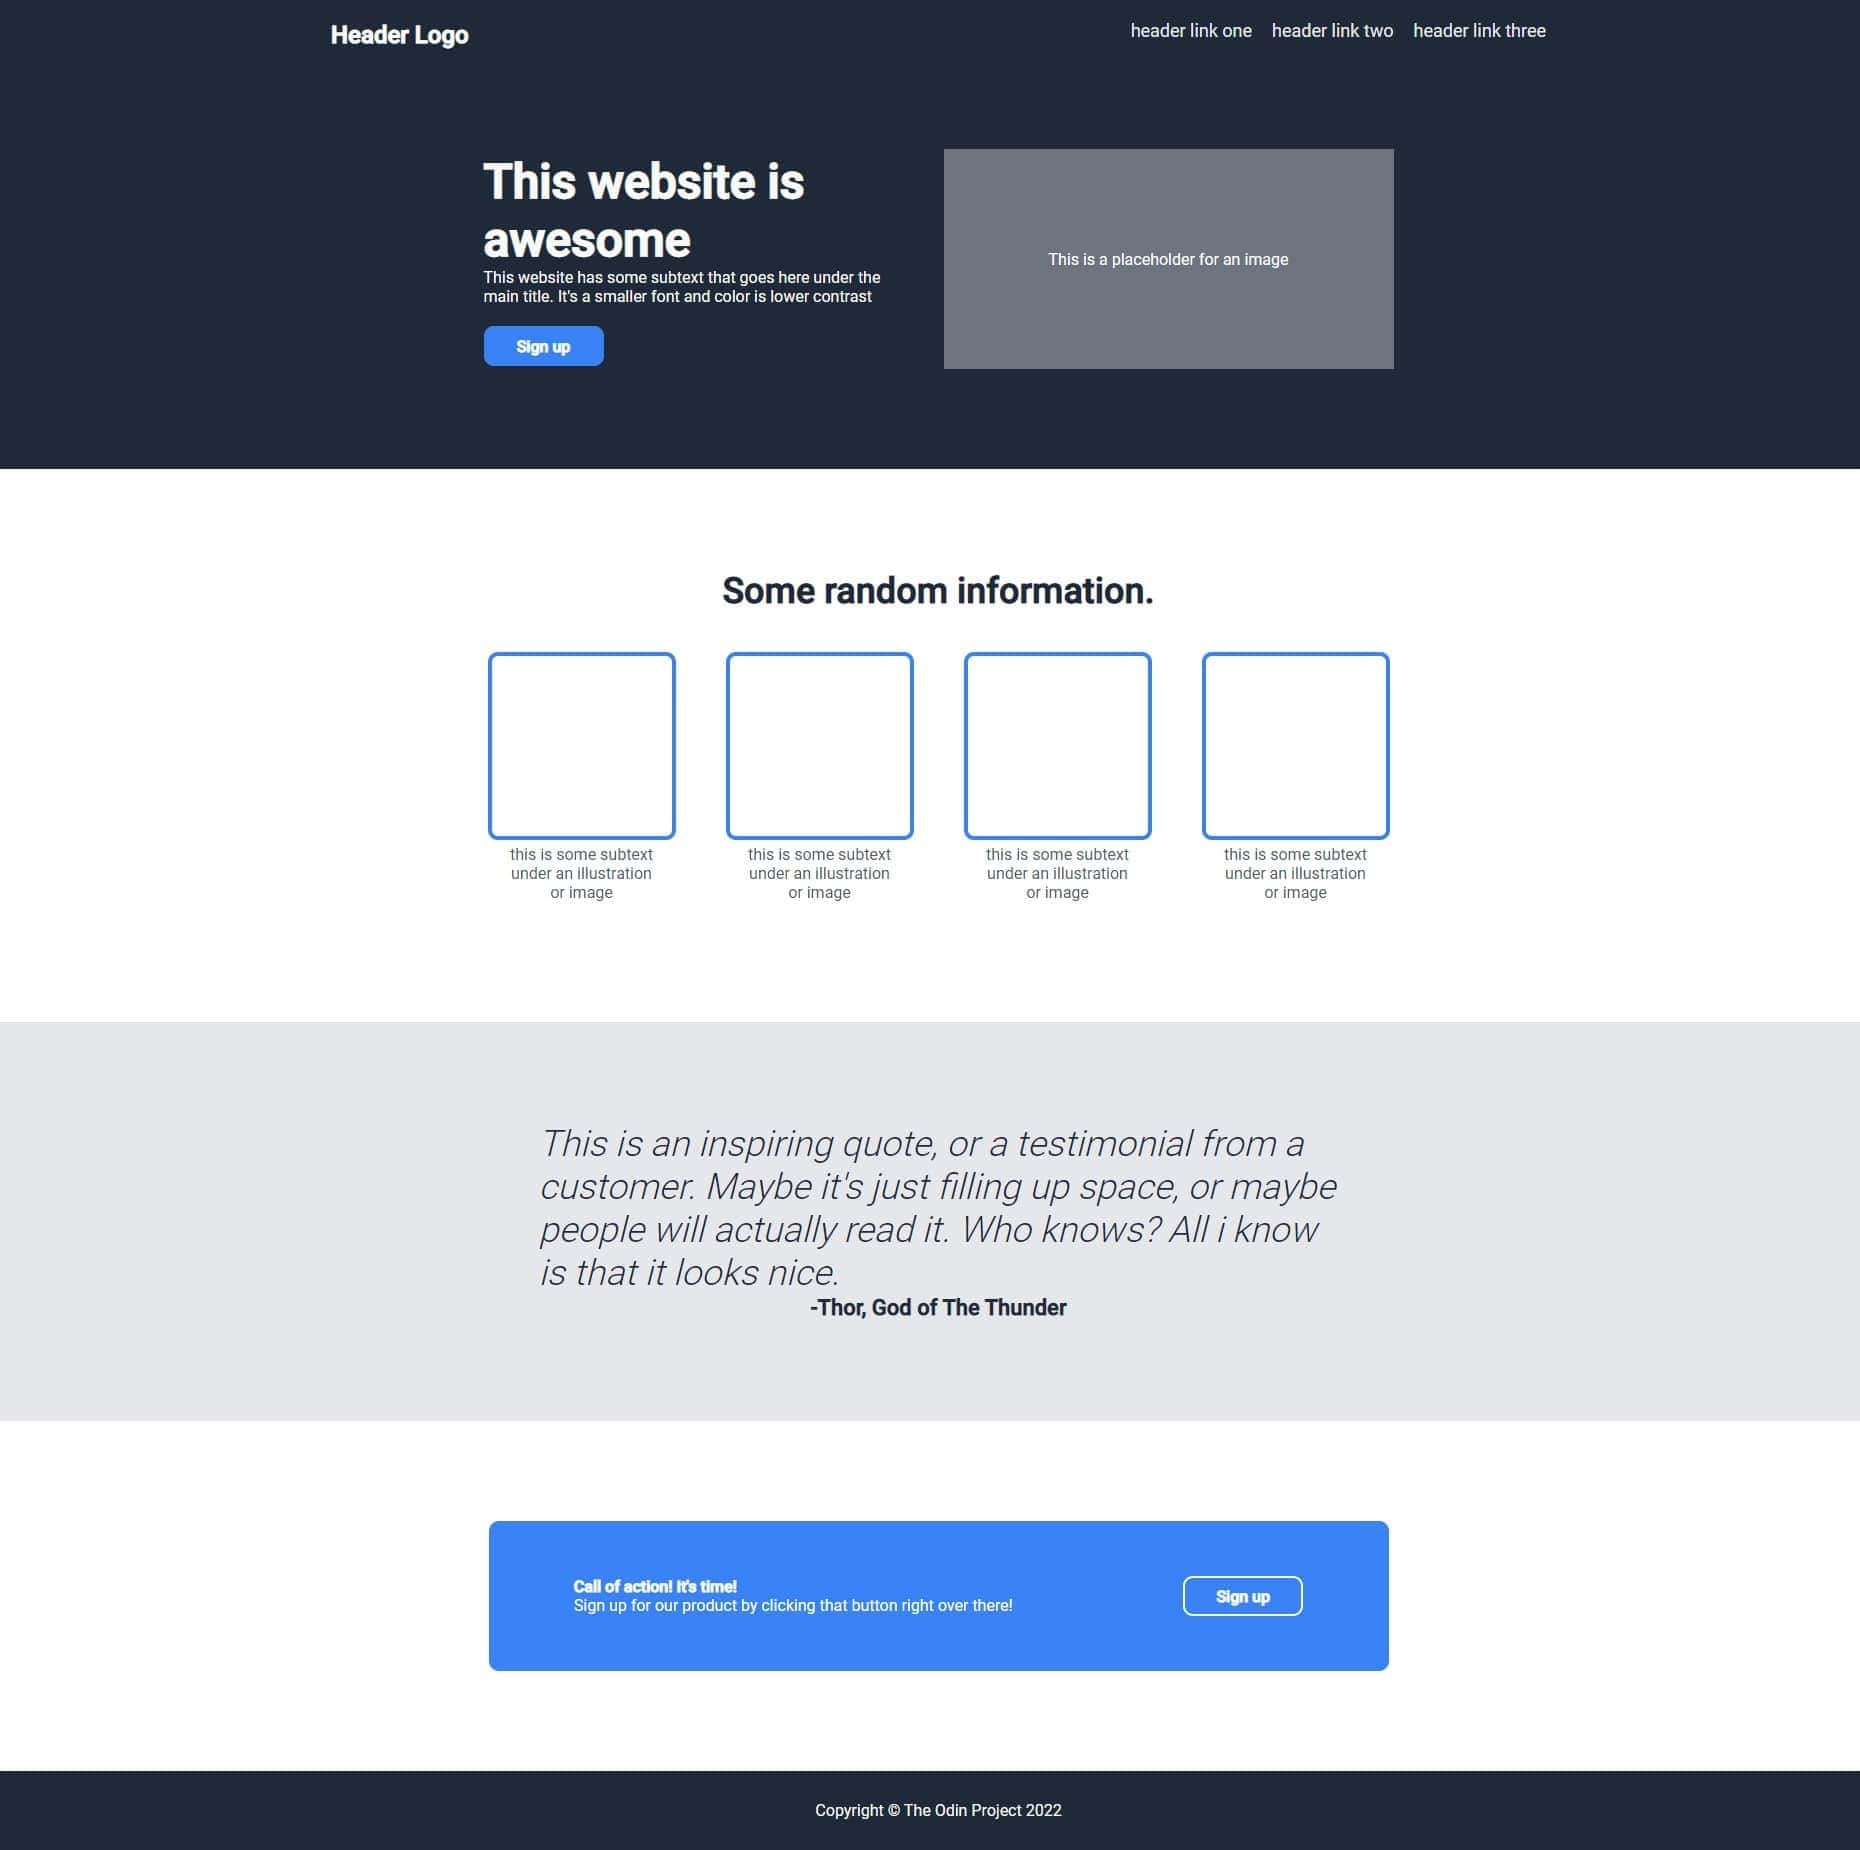 Header Logo
header link one
header link two
header link three
This website is
awesome
This website has some subtext that goes here under the
main title. It's a smaller font and color is lower contrast
Sign up
This is a placeholder for an image
Some random information.
this is some subtext
under an illustration
or image
this is some subtext
under an illustration
or image
this is some subtext
under an illustration
or image
this is some subtext
under an illustration
or image
This is an inspiring quote, or a testimonial from a
customer. Maybe it's just filling up space, or maybe
people will actually read it. Who knows? All i know
is that it looks nice.
-Thor, God of The Thunder
Call of action! It's time!
Sign up for our product by clicking that button right over there!
Sign up
Copyright © The Odin Project 2022